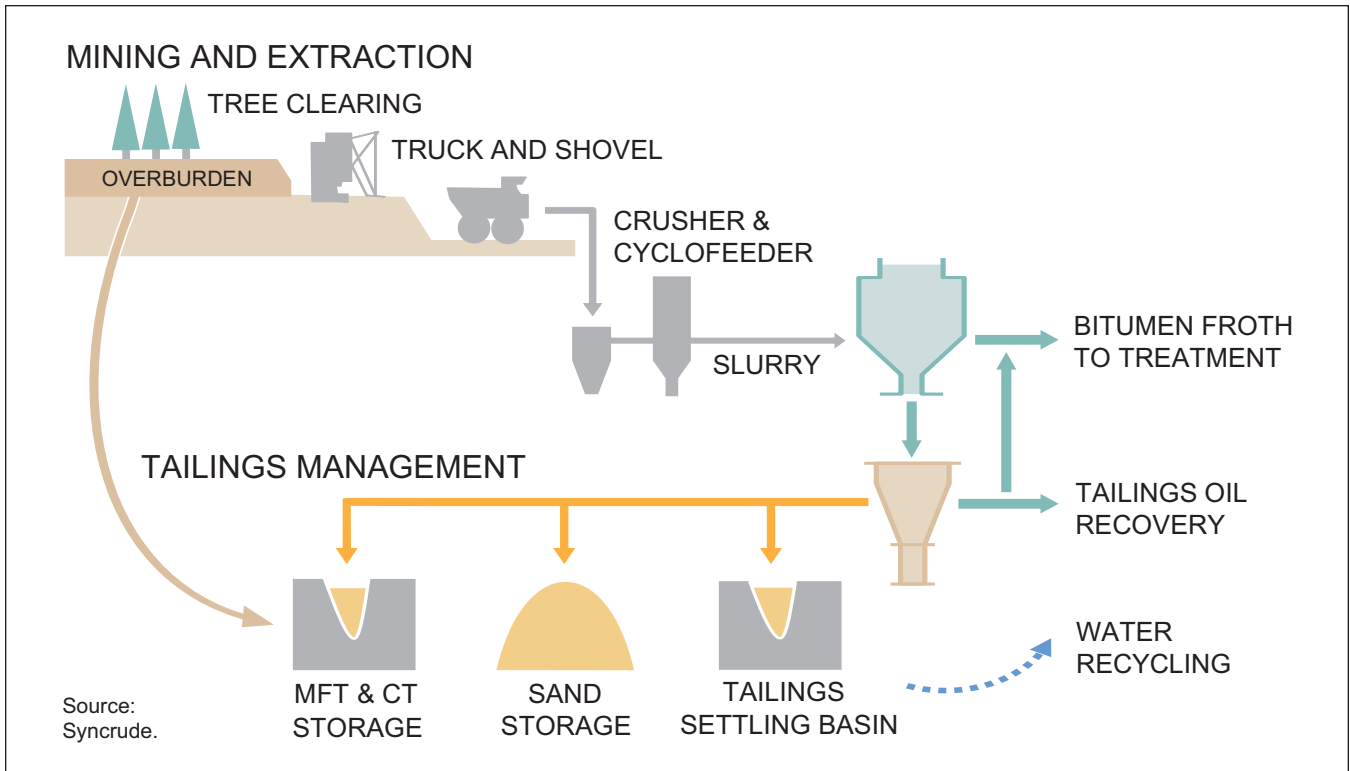 MINING AND EXTRACTION
TREE CLEARING
TRUCK AND SHOVEL
OVERBURDEN
CRUSHER &
CYCLOFEEDER
SLURRY
BITUMEN FROTH
TO TREATMENT
TAILINGS MANAGEMENT
TAILINGS OIL
RECOVERY
WATER
RECYCLING
MFT & CT
STORAGE
SAND
STORAGE
TAILINGS
SETTLING BASIN
Source:
Syncrude.